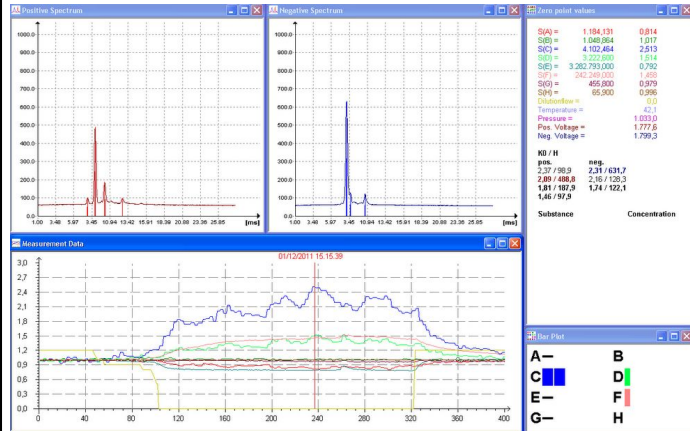 Positive Spectrum
1000.0
900.0
800.0
700.0
600.0
500.0
400.0
300.0
200.0
100.0
0.0
1.00 3.48 5.97 8.46 10.94 13.42 15.91 18.39 20.88 23.36 25.85 [ms]
Negative Spectrum
1000.0
900.0
800.0
700.0
600.0
500.0
400.0
300.0
200.0
100.0
0.0
1.00 3.48 5.97 8.46 10.94 13.42 15.91 18.39 20.88 23.36 25.85 [ms]
Zero point values
S(A) = 1.184,131 0,814
S(B) = 1.048,864 1,017
S(C) = 4.102,464 2,513
S(D) = 3.222,600 1,514
S(E) = 3.282.793,000 0,792
S(F) = 242.249,000 1,458
S(G) = 455,800 0,979
S(H) = 65,900 0,996
Dilutionflow = 0,0
Temperature = 42,1
Pressure = 1.033,0
Pos. Voltage = 1.777,6
Neg. Voltage = 1.799,3
K0 / H
pos. neg.
2,37 / 98,9 2,31 / 631,7
2,09 / 488,8 2,16 / 128,3
1,81 / 187,9 1,74 / 122,1
1,46 / 97,9
Substance Concentration
Measurement Data
01/12/2011 15.15.39
3,0
2,7
2,4
2,1
1,8
1,5
1,2
0,9
0,6
0,3
0,0
0 40 80 120 160 200 240 280 320 360 400
Bar Plot
A B
C D
E F
G H